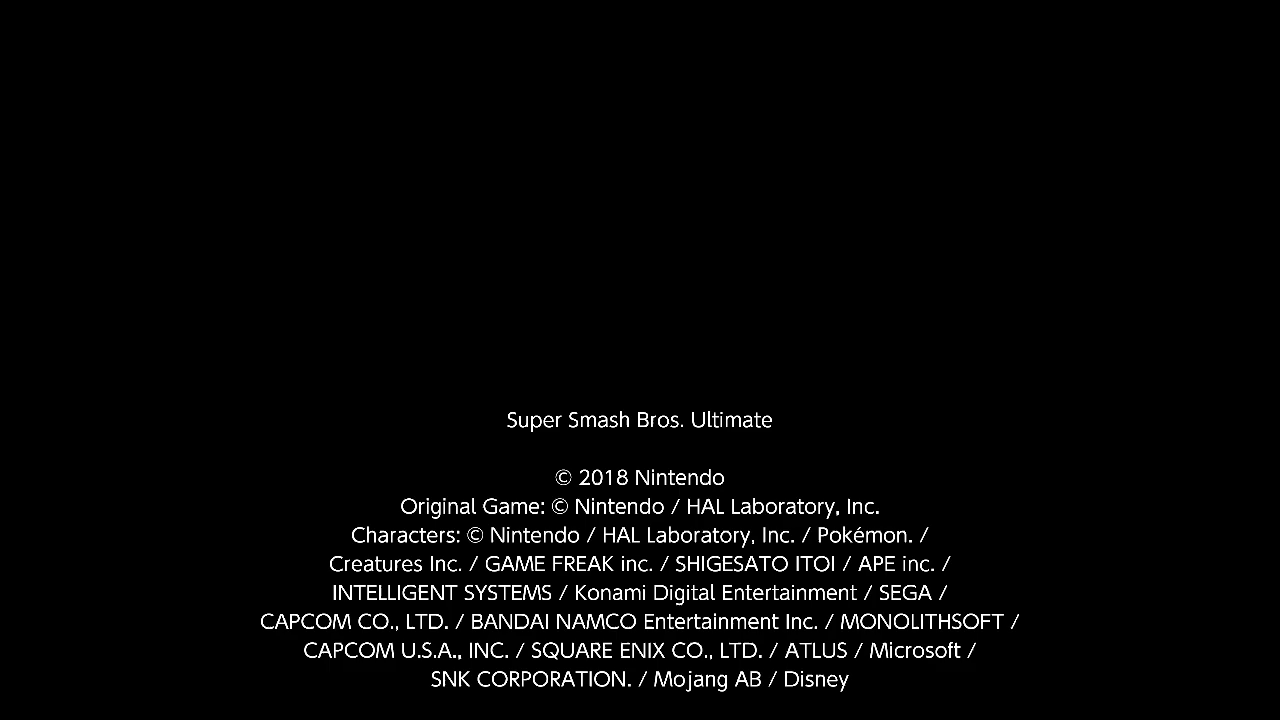 Super Smash Bros. Ultimate
© 2018 Nintendo
Original Game: © Nintendo / HAL Laboratory, Inc.
Characters: © Nintendo / HAL Laboratory, Inc. / Pokémon. /
Creatures Inc. / GAME FREAK inc. / SHIGESATO ITOI / APE inc. /
INTELLIGENT SYSTEMS / Konami Digital Entertainment / SEGA /
CAPCOM CO., LTD. / BANDAI NAMCO Entertainment Inc. / MONOLITHSOFT /
CAPCOM U.S.A., INC. / SQUARE ENIX CO., LTD. / ATLUS / Microsoft /
SNK CORPORATION. / Mojang AB / Disney